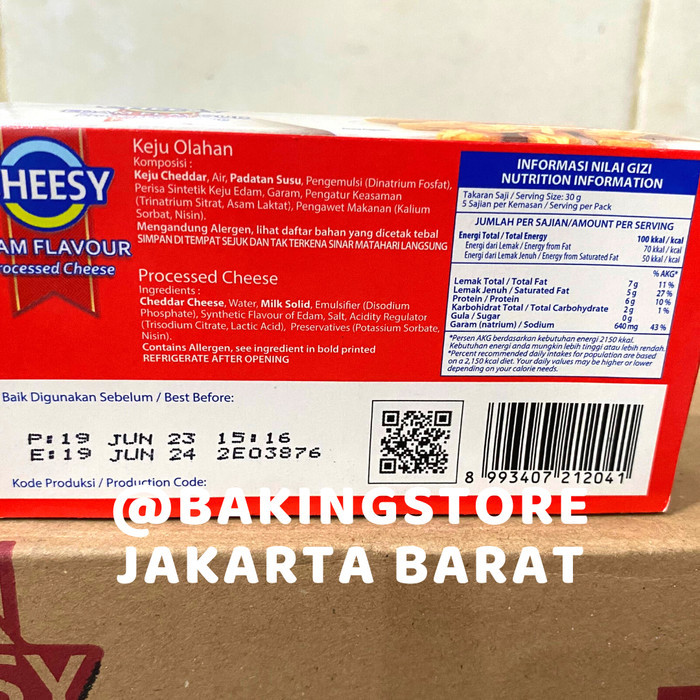 HEESY
AM FLAVOUR
rocessed Cheese
Keju Olahan
Komposisi :
Keju Cheddar, Air, Padatan Susu, Pengemulsi (Dinatrium Fosfat),
Perisa Sintetik Keju Edam, Garam, Pengatur Keasaman
(Trinatrium Sitrat, Asam Laktat), Pengawet Makanan (Kalium
Sorbat, Nisin).
Mengandung Alergen, lihat daftar bahan yang dicetak tebal
SIMPAN DI TEMPAT SEJUK DAN TAK TERKENA SINAR MATAHARI LANGSUNG
Processed Cheese
Ingredients :
Cheddar Cheese, Water, Milk Solid, Emulsifier (Disodium
Phosphate), Synthetic Flavour of Edam, Salt, Acidity Regulator
(Trisodium Citrate, Lactic Acid), Preservatives (Potassium Sorbate,
Nisin).
Contains Allergen, see ingredient in bold printed
REFRIGERATE AFTER OPENING
INFORMASI NILAI GIZI
NUTRITION INFORMATION
Takaran Saji / Serving Size: 30 g
5 Sajian per Kemasan / Serving per Pack
JUMLAH PER SAJIAN/AMOUNT PER SERVING
Energi Total/Total Energy 100 kkal / kcal
Energi dari Lemak / Energy from Fat 70 kkal / kcal
Energi dari Lemak Jenuh / Energy from Saturated Fat 50 kkal / kcal
% AKG*
Lemak Total / Total Fat 7 g 11 %
Lemak Jenuh / Saturated Fat 5 g 27 %
Protein / Protein 6 g 10 %
Karbohidrat Total / Total Carbohydrate 2 g 1 %
Gula / Sugar 0 g
Garam (natrium) / Sodium 640 mg 43 %
*Persen AKG berdasarkan kebutuhan energi 2150 kkal.
Kebutuhan energi anda mungkin lebih tinggi atau lebih rendah.
*Percent recommended daily intakes for population are based
on a 2,150 kcal diet. Your daily values may be higher or lower
depending on your calorie needs.
Baik Digunakan Sebelum / Best Before:
P:19 JUN 23 15:16
E:19 JUN 24 2E03876
Kode Produksi / Production Code:
8 993407 212041
@BAKINGSTORE
JAKARTA BARAT
SY